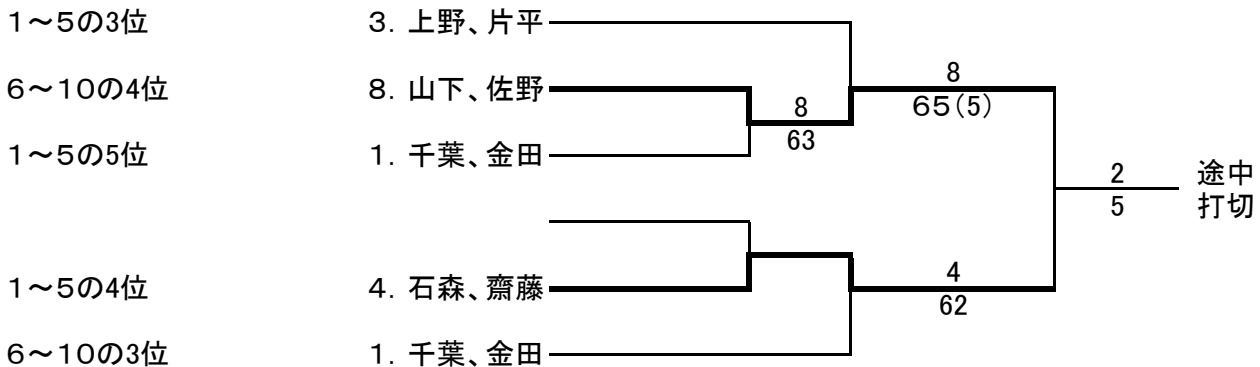 1～5の3位 3. 上野、片平
8
6～10の4位 8. 山下、佐野
8 65(5)
63
1～5の5位 1. 千葉、金田
2 途中
5 打切
1～5の4位 4. 石森、齋藤
4
62
6～10の3位 1. 千葉、金田